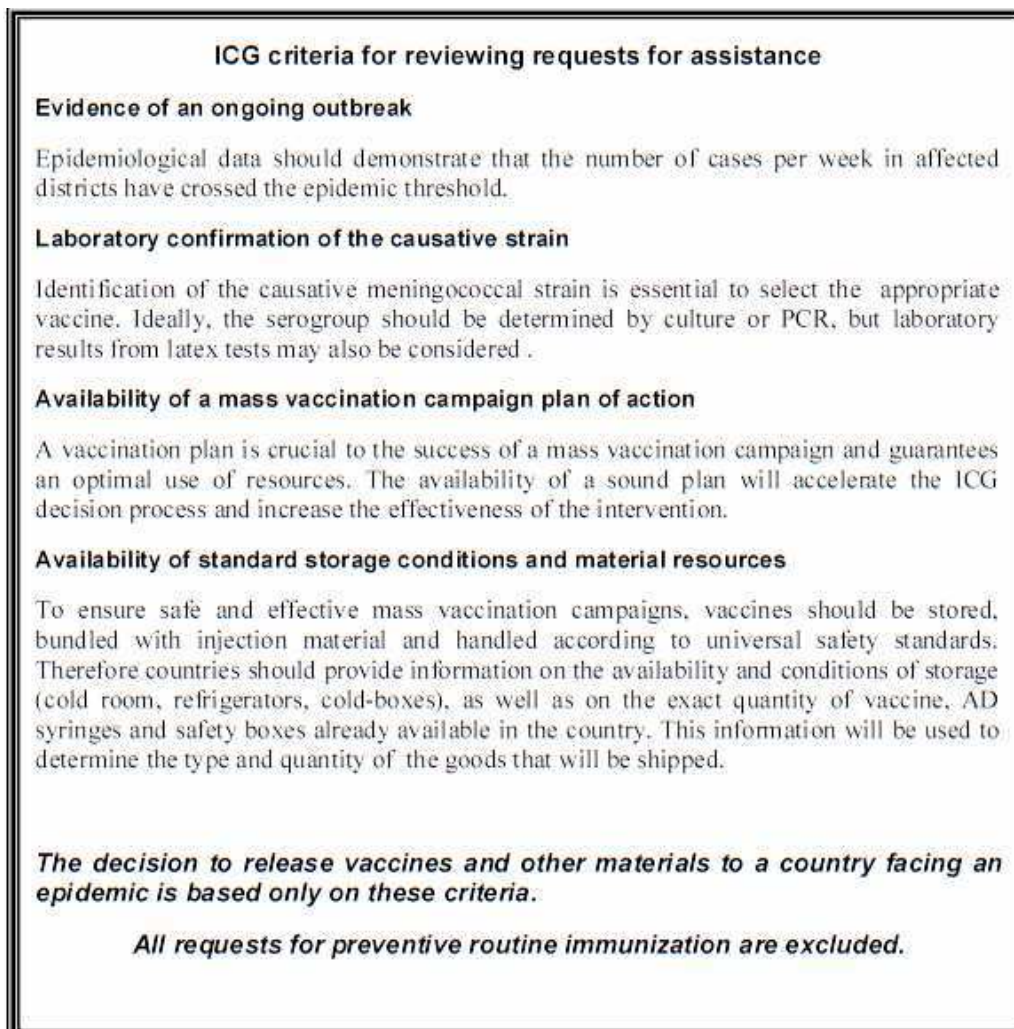 ICG criteria for reviewing requests for assistance
Evidence of an ongoing outbreak
Epidemiological data should demonstrate that the number of cases per week in affected
districts have crossed the epidemic threshold.
Laboratory confirmation of the causative strain
Identification of the causative meningococcal strain is essential to select the appropriate
vaccine. Ideally, the serogroup should be determined by culture or PCR, but laboratory
results from latex tests may also be considered .
Availability of a mass vaccination campaign plan of action
A vaccination plan is crucial to the success of a mass vaccination campaign and guarantees
an optimal use of resources. The availability of a sound plan will accelerate the ICG
decision process and increase the effectiveness of the intervention.
Availability of standard storage conditions and material resources
To ensure safe and effective mass vaccination campaigns, vaccines should be stored,
bundled with injection material and handled according to universal safety standards.
Therefore countries should provide information on the availability and conditions of storage
(cold room, refrigerators, cold-boxes), as well as on the exact quantity of vaccine, AD
syringes and safety boxes already available in the country. This information will be used to
determine the type and quantity of the goods that will be shipped.
The decision to release vaccines and other materials to a country facing an
epidemic is based only on these criteria.
All requests for preventive routine immunization are excluded.